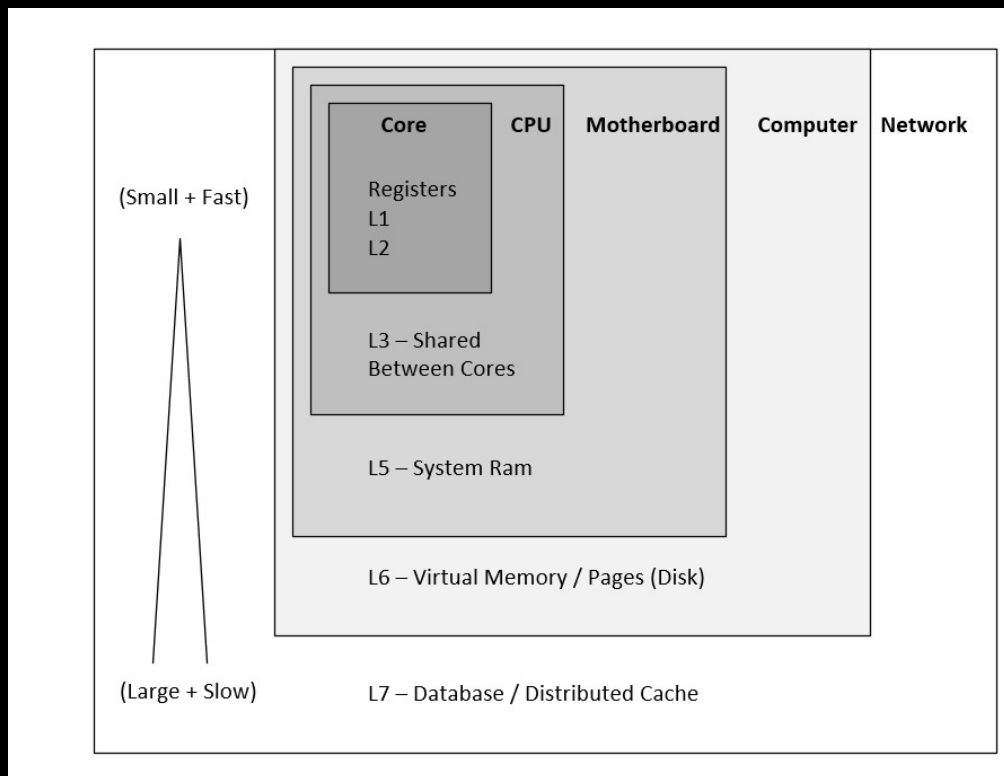 Core CPU Motherboard Computer Network
(Small + Fast)
Registers
L1
L2
L3 – Shared
Between Cores
L5 – System Ram
L6 – Virtual Memory / Pages (Disk)
(Large + Slow)
L7 – Database / Distributed Cache